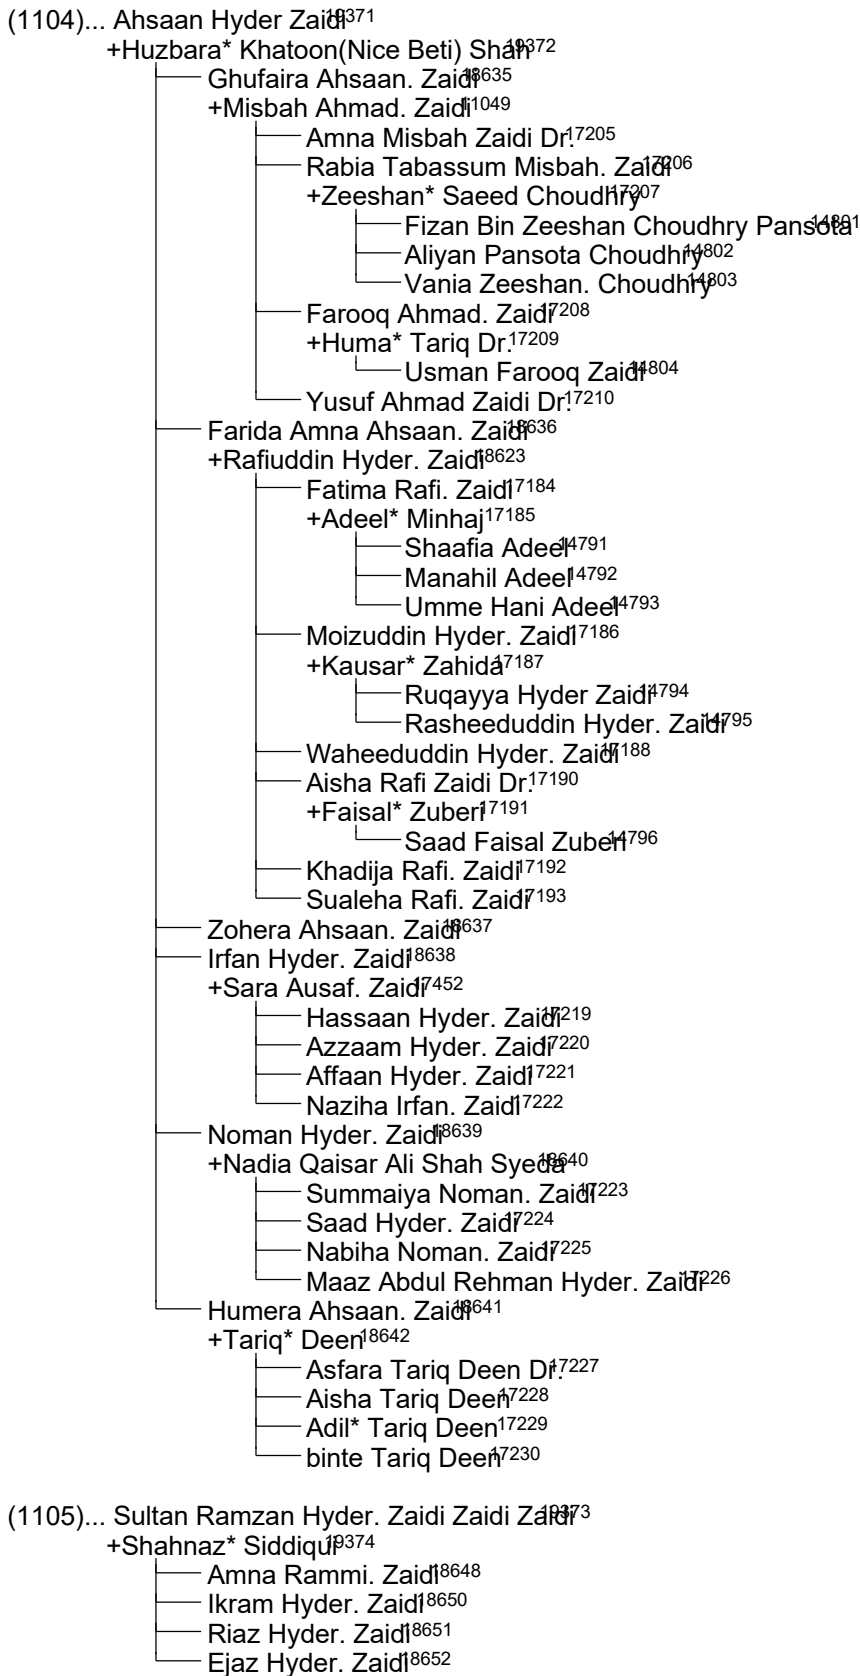 (1104)... Ahsaan Hyder Zaidi19371
+Huzbara* Khatoon(Nice Beti) Shah19372
Ghufaira Ahsaan. Zaidi18635
+Misbah Ahmad. Zaidi11049
Amna Misbah Zaidi Dr.17205
Rabia Tabassum Misbah. Zaidi17206
+Zeeshan* Saeed Choudhry17207
Fizan Bin Zeeshan Choudhry Pansota14801
Aliyan Pansota Choudhry14802
Vania Zeeshan. Choudhry14803
Farooq Ahmad. Zaidi17208
+Huma* Tariq Dr.17209
Usman Farooq Zaidi14804
Yusuf Ahmad Zaidi Dr.17210
Farida Amna Ahsaan. Zaidi18636
+Rafiuddin Hyder. Zaidi18623
Fatima Rafi. Zaidi17184
+Adeel* Minhaj17185
Shaafia Adeel14791
Manahil Adeel14792
Umme Hani Adeel14793
Moizuddin Hyder. Zaidi17186
+Kausar* Zahida17187
Ruqayya Hyder Zaidi14794
Rasheeduddin Hyder. Zaidi14795
Waheeduddin Hyder. Zaidi17188
Aisha Rafi Zaidi Dr.17190
+Faisal* Zuberi17191
Saad Faisal Zuberi14796
Khadija Rafi. Zaidi17192
Sualeha Rafi. Zaidi17193
Zohera Ahsaan. Zaidi18637
Irfan Hyder. Zaidi18638
+Sara Ausaf. Zaidi17452
Hassaan Hyder. Zaidi17219
Azzaam Hyder. Zaidi17220
Affaan Hyder. Zaidi17221
Naziha Irfan. Zaidi17222
Noman Hyder. Zaidi18639
+Nadia Qaisar Ali Shah Syeda18640
Summaiya Noman. Zaidi17223
Saad Hyder. Zaidi17224
Nabiha Noman. Zaidi17225
Maaz Abdul Rehman Hyder. Zaidi17226
Humera Ahsaan. Zaidi18641
+Tariq* Deen18642
Asfara Tariq Deen Dr.17227
Aisha Tariq Deen17228
Adil* Tariq Deen17229
binte Tariq Deen17230
(1105)... Sultan Ramzan Hyder. Zaidi Zaidi Zaidi19373
+Shahnaz* Siddiqui19374
Amna Rammi. Zaidi18648
Ikram Hyder. Zaidi18650
Riaz Hyder. Zaidi18651
Ejaz Hyder. Zaidi18652